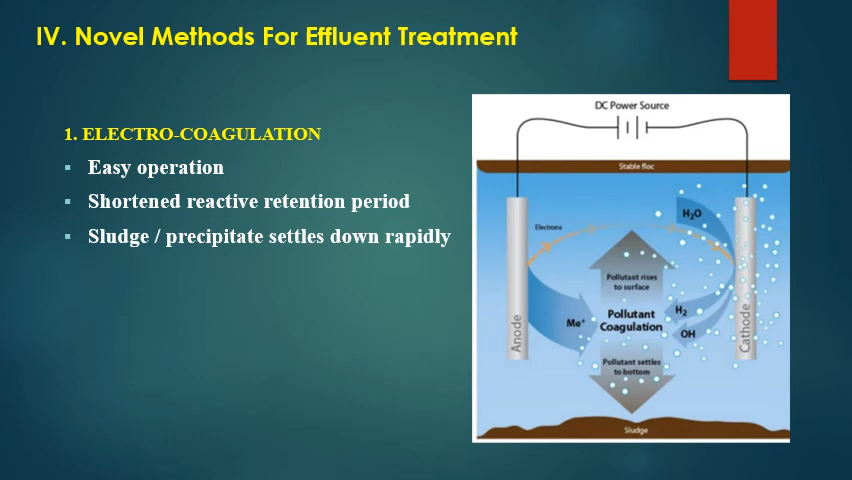 IV. Novel Methods For Effluent Treatment
1. ELECTRO-COAGULATION
▪ Easy operation
▪ Shortened reactive retention period
▪ Sludge / precipitate settles down rapidly
DC Power Source
Stable floc
H₂O
Electrons
Pollutant rises
to surface
Me⁺
Pollutant
Coagulation
H₂
OH
Anode
Cathode
Pollutant settles
to bottom
Sludge